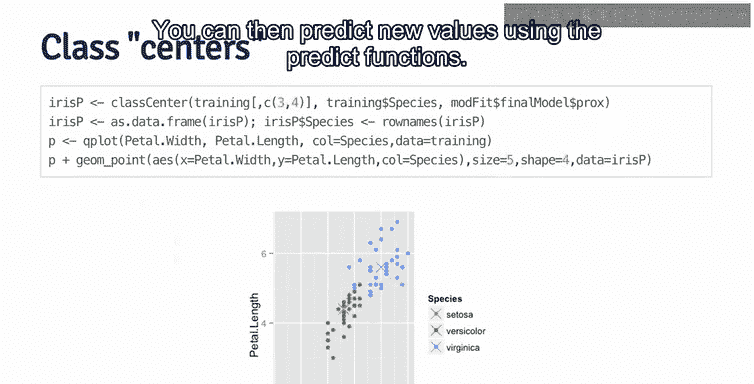 You can then predict new values using the
predict functions.
Class "centers"
irisP <- classCenter(training[,c(3,4)], training$Species, modFit$finalModel$prox)
irisP <- as.data.frame(irisP); irisP$Species <- rownames(irisP)
p <- qplot(Petal.Width, Petal.Length, col=Species,data=training)
p + geom_point(aes(x=Petal.Width,y=Petal.Length,col=Species),size=5,shape=4,data=irisP)
6
4
Petal.Length
Species
setosa
versicolor
virginica